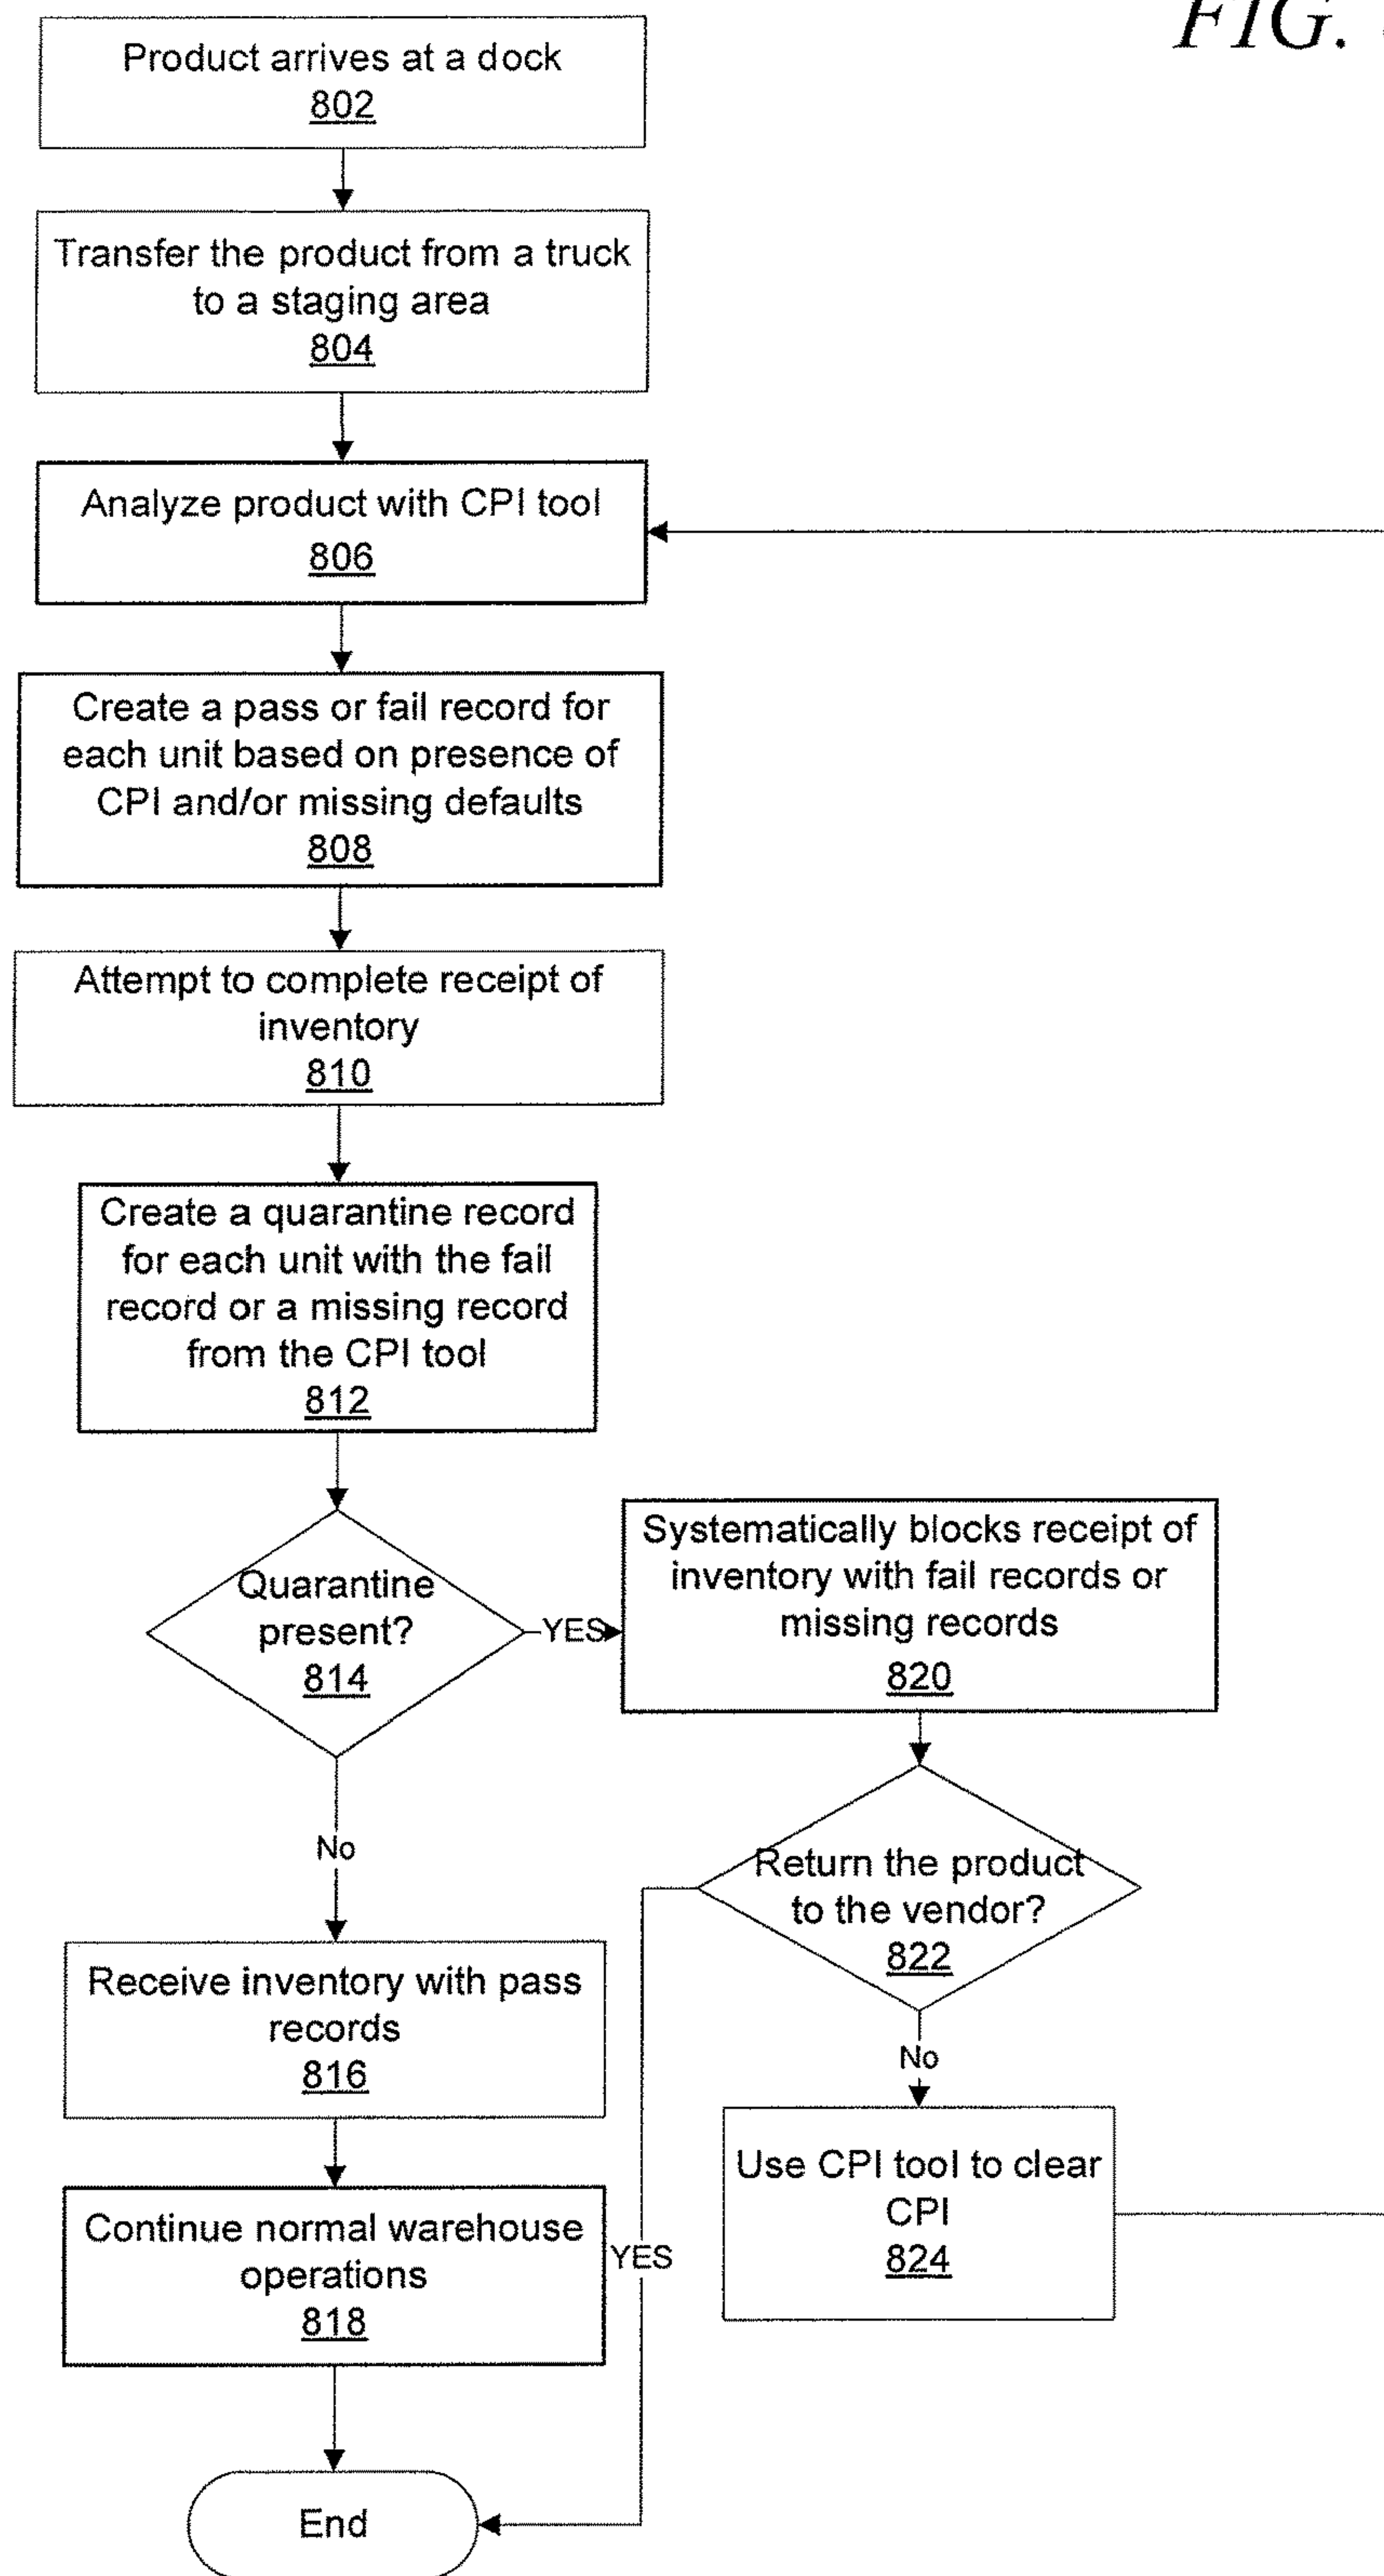 FIG.
Product arrives at a dock
802
Transfer the product from a truck
to a staging area
804
Analyze product with CPI tool
806
Create a pass or fail record for
each unit based on presence of
CPI and/or missing defaults
808
Attempt to complete receipt of
inventory
810
Create a quarantine record
for each unit with the fail
record or a missing record
from the CPI tool
812
Quarantine
present?
814
YES
Systematically blocks receipt of
inventory with fail records or
missing records
820
No
Return the product
to the vendor?
822
Receive inventory with pass
records
816
No
Use CPI tool to clear
CPI
824
Continue normal warehouse
operations
818
YES
End